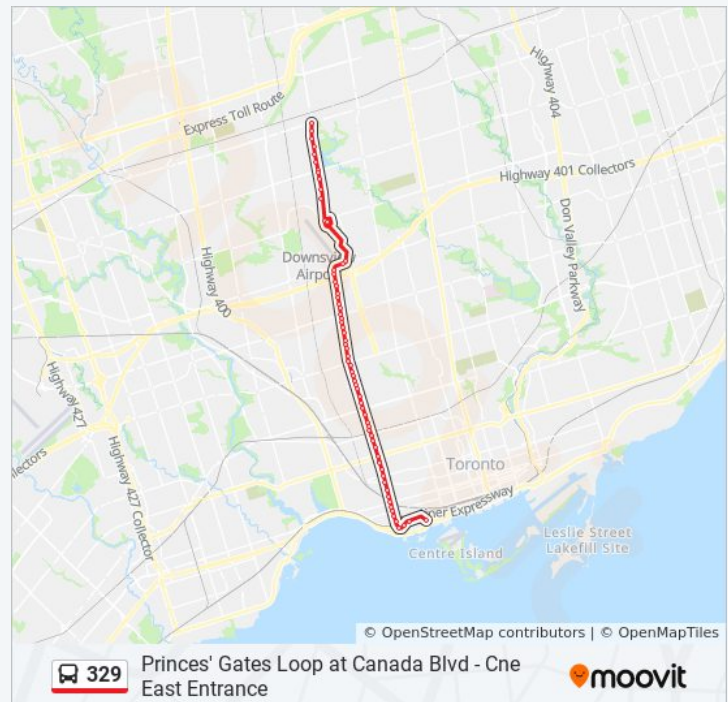 Highway 404
Express Toll Route
Highway 401 Collectors
Don Valley Parkway
Downsview
Airport
Highway 400
Highway 427
Highway 427 Collector
Toronto
Expressway
Leslie Street
Lakefill Site
Centre Island
© OpenStreetMap contributors | © OpenMapTiles
329
Princes' Gates Loop at Canada Blvd - Cne
East Entrance
moovit